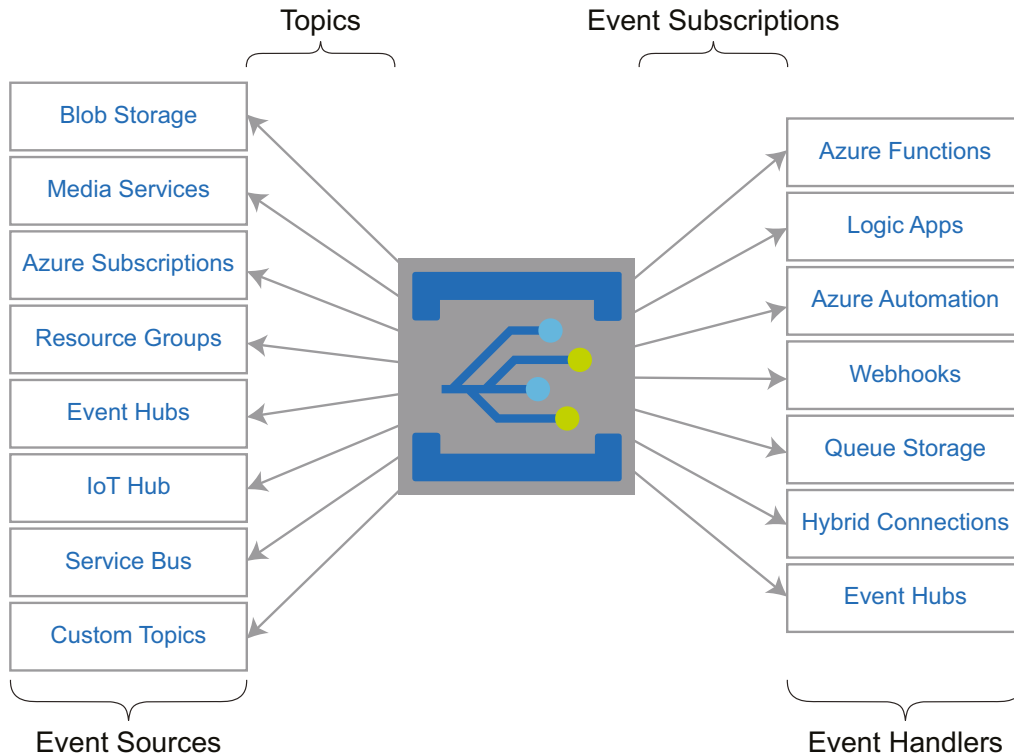 Topics
Event Subscriptions
Blob Storage
Media Services
Azure Subscriptions
Resource Groups
Event Hubs
IoT Hub
Service Bus
Custom Topics
Event Sources
Azure Functions
Logic Apps
Azure Automation
Webhooks
Queue Storage
Hybrid Connections
Event Hubs
Event Handlers